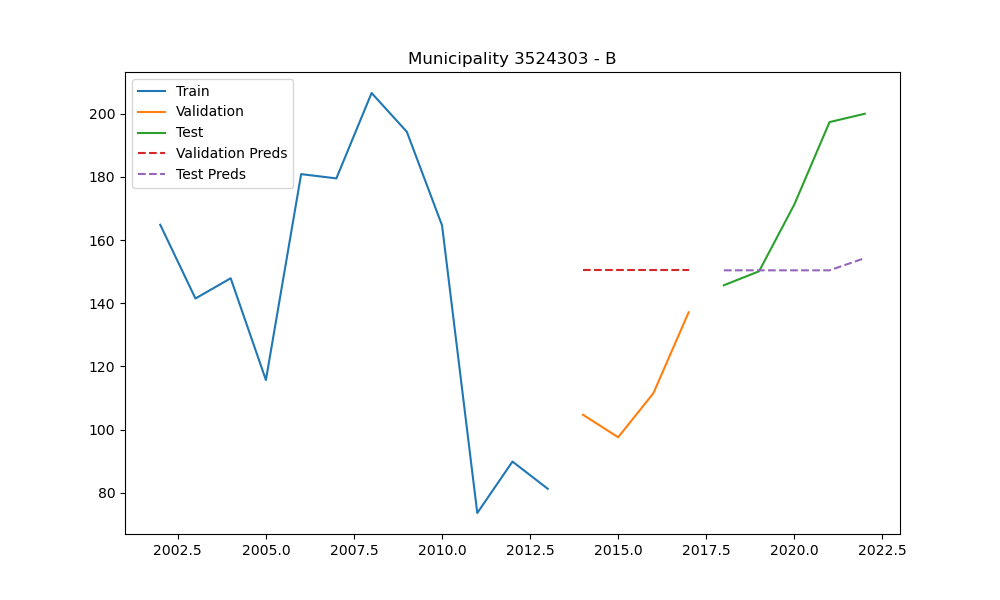 Municipality 3524303 - B
Train
Validation
Test
Validation Preds
Test Preds
200
180
160
140
120
100
80
2002.5 2005.0 2007.5 2010.0 2012.5 2015.0 2017.5 2020.0 2022.5